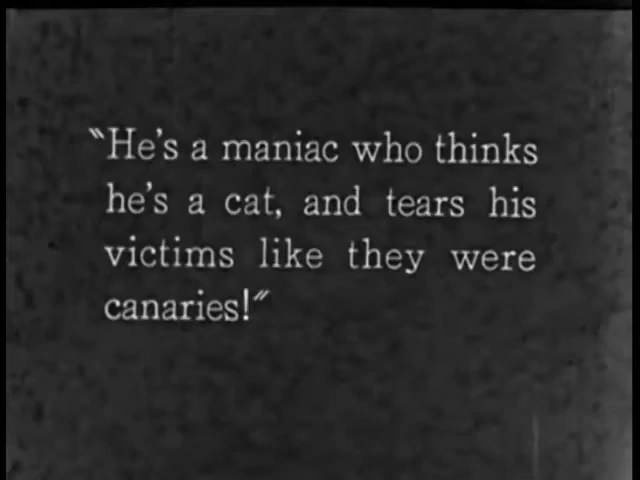 "He's a maniac who thinks
he's a cat, and tears his
victims like they were
canaries!"